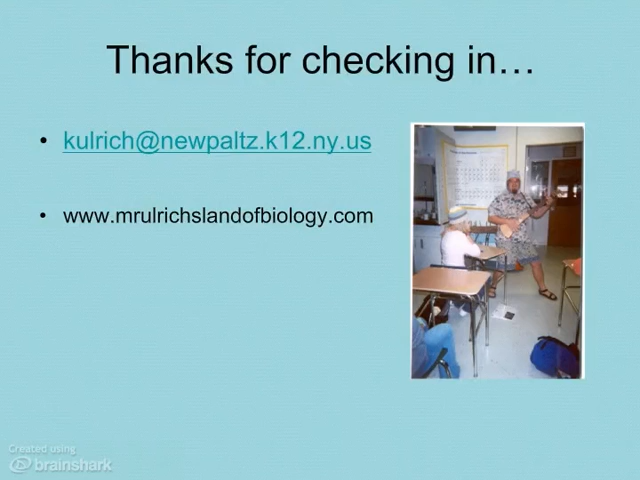 Thanks for checking in…
• kulrich@newpaltz.k12.ny.us
• www.mrulrichslandofbiology.com
Created using
brainshark